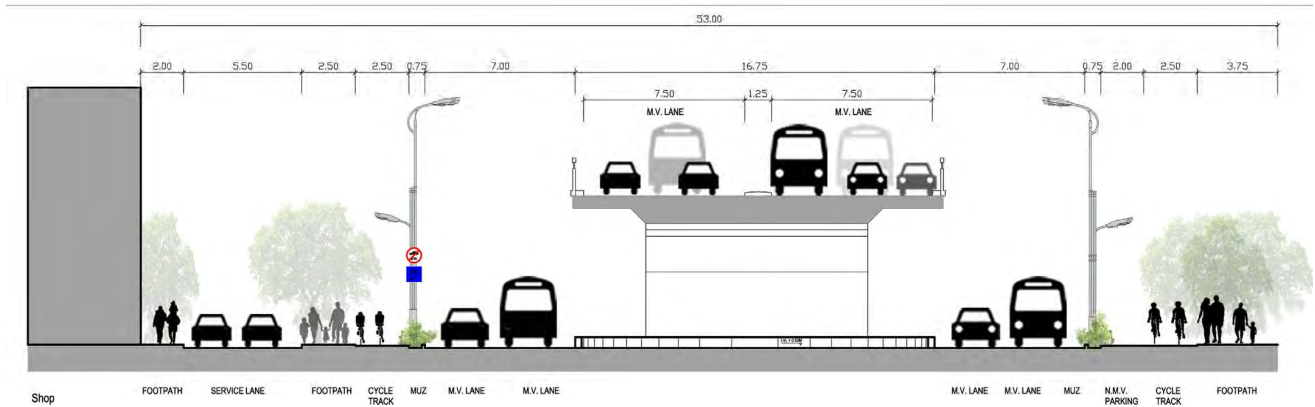 53.00
2.00 5.50 2.50 2.50 0.75 7.00 16.75 7.00 0.75 2.00 2.50 3.75
7.50 1.25 7.50
M.V. LANE M.V. LANE
FOOTPATH SERVICE LANE FOOTPATH CYCLE TRACK MUZ M.V. LANE M.V. LANE M.V. LANE M.V. LANE MUZ N.M.V. PARKING CYCLE TRACK FOOTPATH
Shop